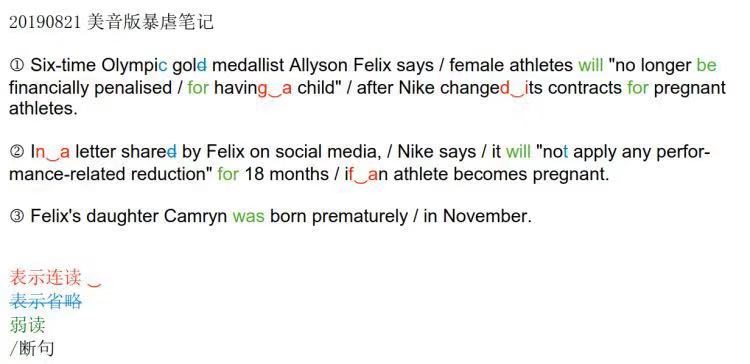 20190821 美音版暴虐笔记
① Six-time Olympic gold medallist Allyson Felix says / female athletes will "no longer be
financially penalised / for having‿a child" / after Nike changed‿its contracts for pregnant
athletes.
② In‿a letter shared by Felix on social media, / Nike says / it will "not apply any perfor-
mance-related reduction" for 18 months / if‿an athlete becomes pregnant.
③ Felix's daughter Camryn was born prematurely / in November.
表示连读 ‿
表示省略
弱读
/断句